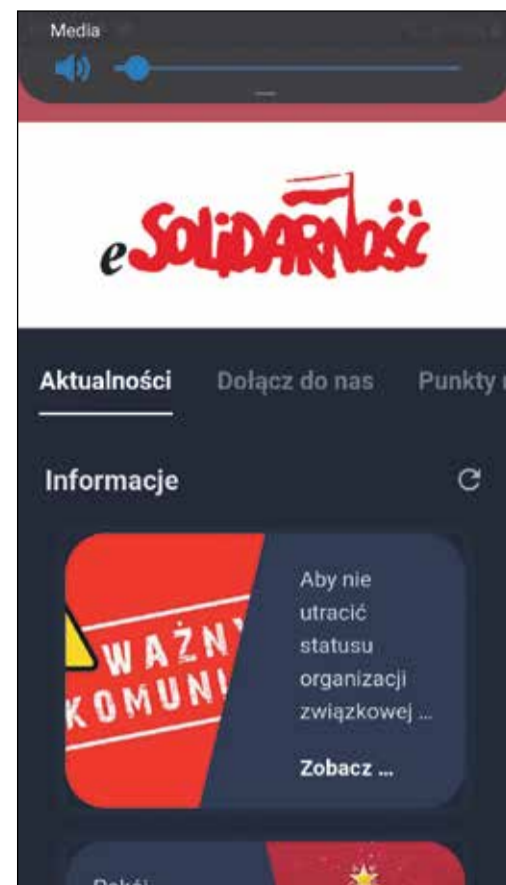 Media
eSOLiDARNOŚĆ
Aktualności Dołącz do nas Punkty
Informacje
WAŻNY
KOMUNI
Aby nie
utracić
statusu
organizacji
związkowej ...
Zobacz ...